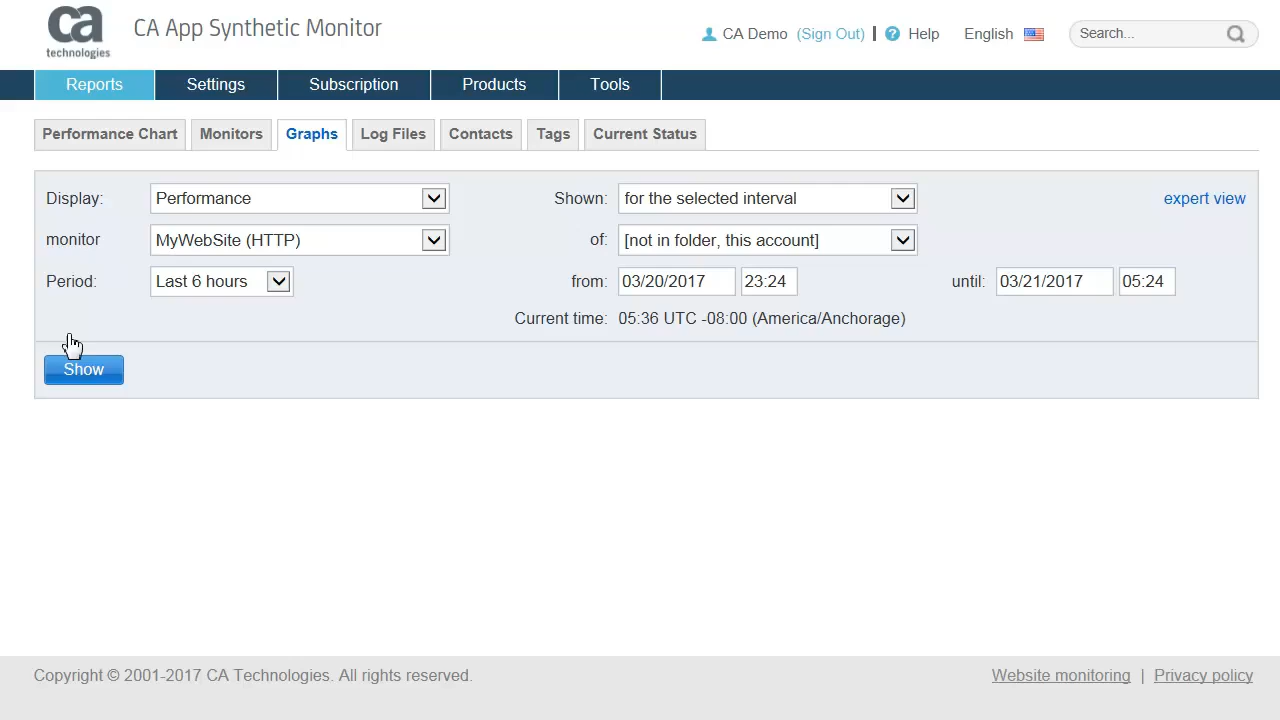 ca
technologies
CA App Synthetic Monitor
CA Demo (Sign Out) | ? Help English Search...
Reports Settings Subscription Products Tools
Performance Chart Monitors Graphs Log Files Contacts Tags Current Status
Display: Performance Shown: for the selected interval expert view
monitor MyWebSite (HTTP) of: [not in folder, this account]
Period: Last 6 hours from: 03/20/2017 23:24 until: 03/21/2017 05:24
Current time: 05:36 UTC -08:00 (America/Anchorage)
Show
Copyright © 2001-2017 CA Technologies. All rights reserved. Website monitoring | Privacy policy